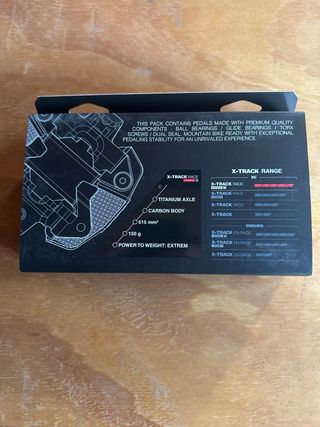 THIS PACK CONTAINS PEDALS MADE WITH PREMIUM QUALITY
COMPONENTS : BALL BEARINGS / GLIDE BEARINGS / TORX
SCREWS / DUAL SEAL. MOUNTAIN BIKE READY WITH EXCEPTIONAL
PEDALING STABILITY FOR AN UNRIVALED EXPERIENCE.
X-TRACK RACE
TITANIUM AXLE
CARBON BODY
515 mm²
150 g
POWER TO WEIGHT: EXTREM
X-TRACK RANGE
XC
X-TRACK RACE
X-TRACK RACE
X-TRACK RACE
X-TRACK
ENDURO
X-TRACK EN-RAGE
X-TRACK EN-RAGE
X-TRACK EN-RAGE